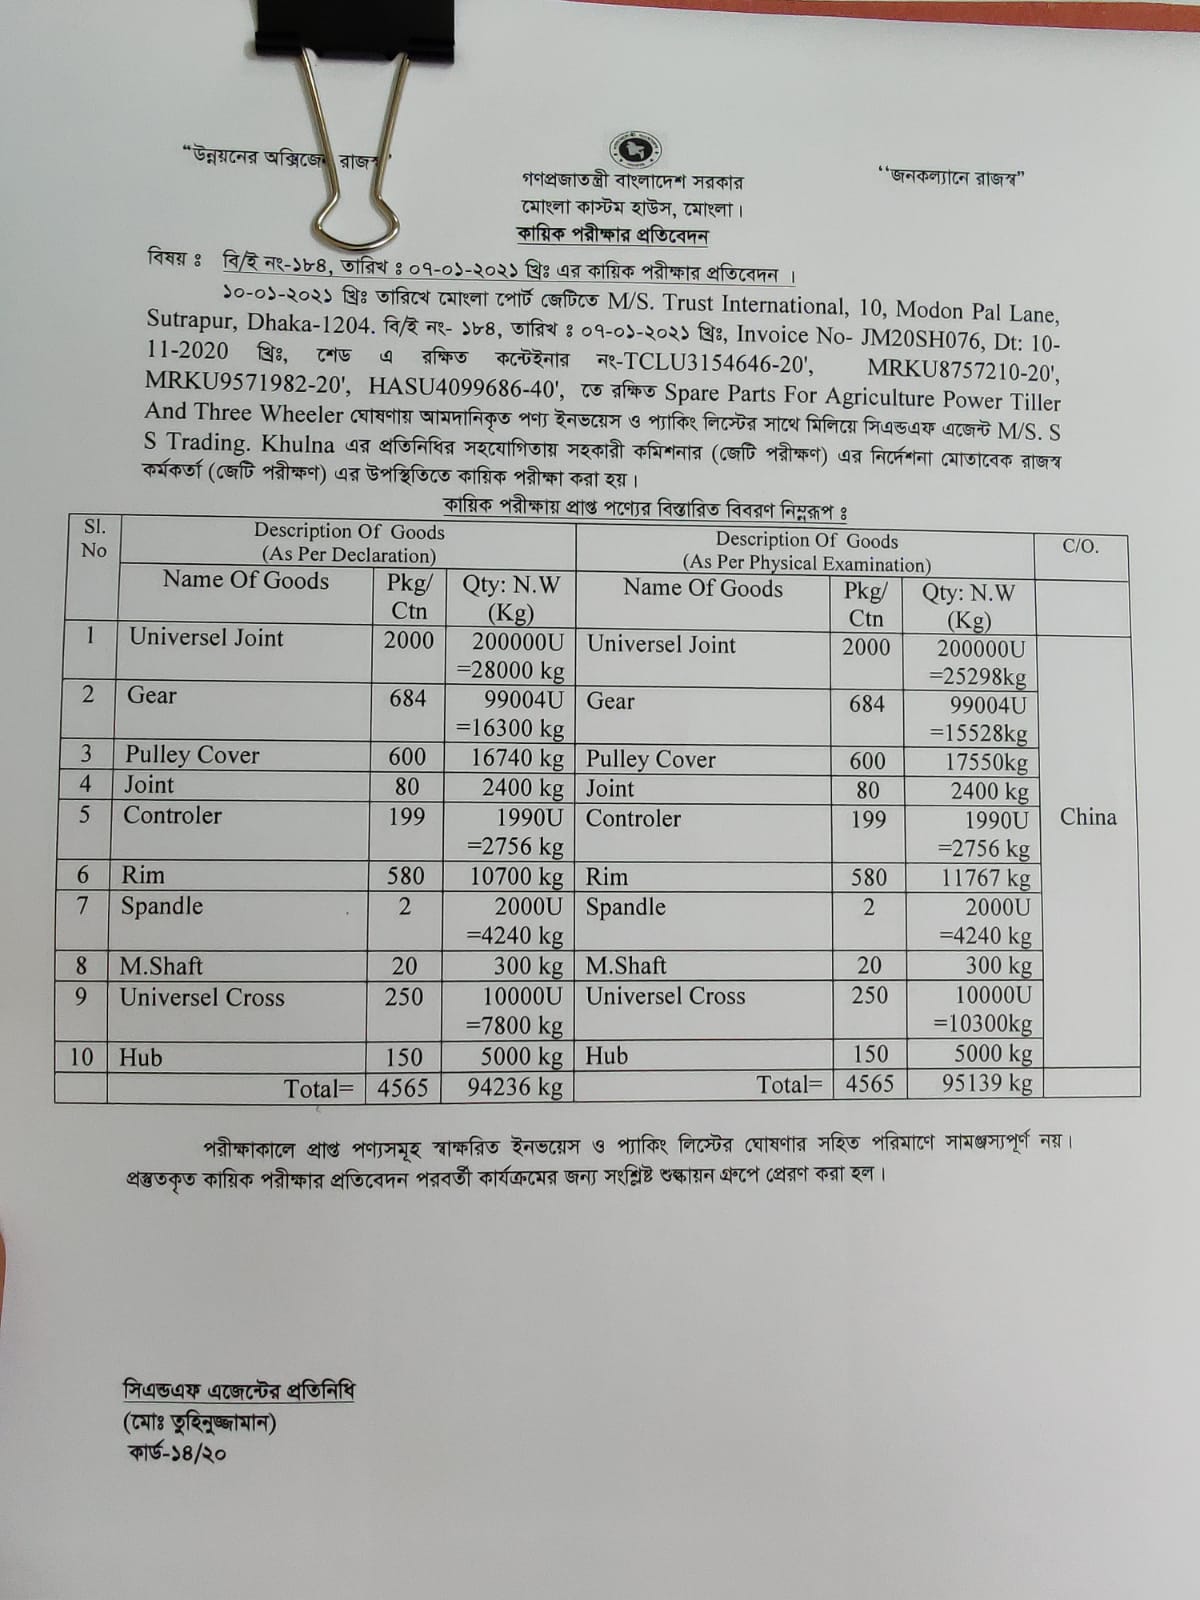 “উন্নয়নের অক্সিজেন রাজস্ব”
গণপ্রজাতন্ত্রী বাংলাদেশ সরকার
‘‘জনকল্যানে রাজস্ব”
মোংলা কাস্টম হাউস, মোংলা।
কায়িক পরীক্ষার প্রতিবেদন
বিষয় ঃ বি/ই নং-১৮৪, তারিখ ঃ ০৭-০১-২০২১ খ্রিঃ এর কায়িক পরীক্ষার প্রতিবেদন ।
১০-০১-২০২১ খ্রিঃ তারিখে মোংলা পোর্ট জেটিতে M/S. Trust International, 10, Modon Pal Lane,
Sutrapur, Dhaka-1204. বি/ই নং- ১৮৪, তারিখ ঃ ০৭-০১-২০২১ খ্রিঃ, Invoice No- JM20SH076, Dt: 10-
11-2020 খ্রিঃ, শেড এ রক্ষিত কন্টেইনার নং-TCLU3154646-20', MRKU8757210-20',
MRKU9571982-20', HASU4099686-40', তে রক্ষিত Spare Parts For Agriculture Power Tiller
And Three Wheeler ঘোষণায় আমদানিকৃত পণ্য ইনভয়েস ও প্যাকিং লিস্টের সাথে মিলিয়ে সিএন্ডএফ এজেন্ট M/S. S
S Trading. Khulna এর প্রতিনিধির সহযোগিতায় সহকারী কমিশনার (জেটি পরীক্ষণ) এর নির্দেশনা মোতাবেক রাজস্ব
কর্মকর্তা (জেটি পরীক্ষণ) এর উপস্থিতিতে কায়িক পরীক্ষা করা হয়।
কায়িক পরীক্ষায় প্রাপ্ত পণ্যের বিস্তারিত বিবরণ নিম্নরূপ ঃ
Sl. No Description Of Goods (As Per Declaration) Description Of Goods (As Per Physical Examination) C/O.
Name Of Goods Pkg/ Ctn Qty: N.W (Kg) Name Of Goods Pkg/ Ctn Qty: N.W (Kg)
1 Universel Joint 2000 200000U =28000 kg Universel Joint 2000 200000U =25298kg
2 Gear 684 99004U =16300 kg Gear 684 99004U =15528kg
3 Pulley Cover 600 16740 kg Pulley Cover 600 17550kg
4 Joint 80 2400 kg Joint 80 2400 kg
5 Controler 199 1990U =2756 kg Controler 199 1990U =2756 kg China
6 Rim 580 10700 kg Rim 580 11767 kg
7 Spandle 2 2000U =4240 kg Spandle 2 2000U =4240 kg
8 M.Shaft 20 300 kg M.Shaft 20 300 kg
9 Universel Cross 250 10000U =7800 kg Universel Cross 250 10000U =10300kg
10 Hub 150 5000 kg Hub 150 5000 kg
Total= 4565 94236 kg Total= 4565 95139 kg
পরীক্ষাকালে প্রাপ্ত পণ্যসমূহ স্বাক্ষরিত ইনভয়েস ও প্যাকিং লিস্টের ঘোষণার সহিত পরিমাণে সামঞ্জস্যপূর্ণ নয়।
প্রস্তুতকৃত কায়িক পরীক্ষার প্রতিবেদন পরবর্তী কার্যক্রমের জন্য সংশ্লিষ্ট শুল্কায়ন গ্রুপে প্রেরণ করা হল।
সিএন্ডএফ এজেন্টের প্রতিনিধি
(মোঃ তুহিনুজ্জামান)
কার্ড-১৪/২০